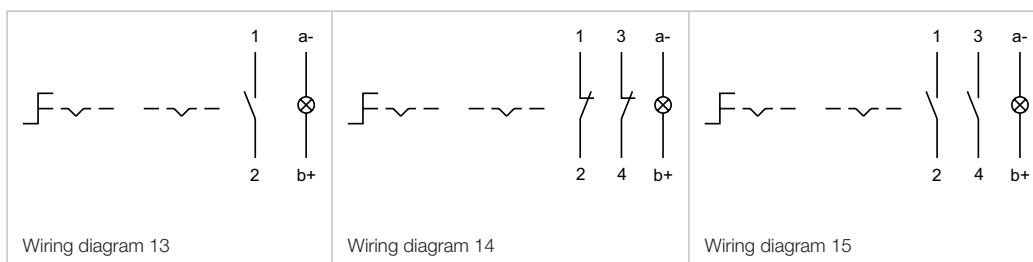 1 a-
2 b+
Wiring diagram 13
1 3 a-
2 4 b+
Wiring diagram 14
1 3 a-
2 4 b+
Wiring diagram 15